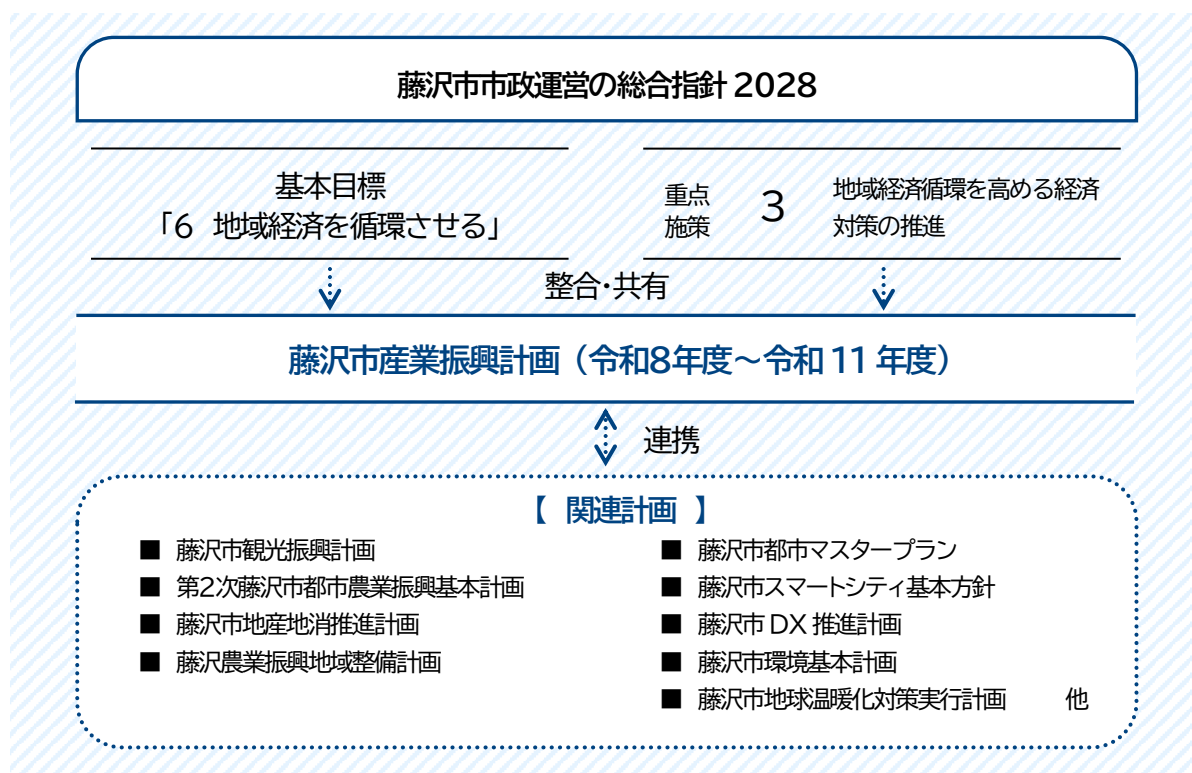 藤沢市市政運営の総合指針 2028
基本目標
「6 地域経済を循環させる」
重点
施策
3
地域経済循環を高める経済
対策の推進
整合・共有
藤沢市産業振興計画（令和8年度～令和 11 年度）
連携
【 関連計画 】
■ 藤沢市観光振興計画
■ 第2次藤沢市都市農業振興基本計画
■ 藤沢市地産地消推進計画
■ 藤沢農業振興地域整備計画
■ 藤沢市都市マスタープラン
■ 藤沢市スマートシティ基本方針
■ 藤沢市 DX 推進計画
■ 藤沢市環境基本計画
■ 藤沢市地球温暖化対策実行計画 他